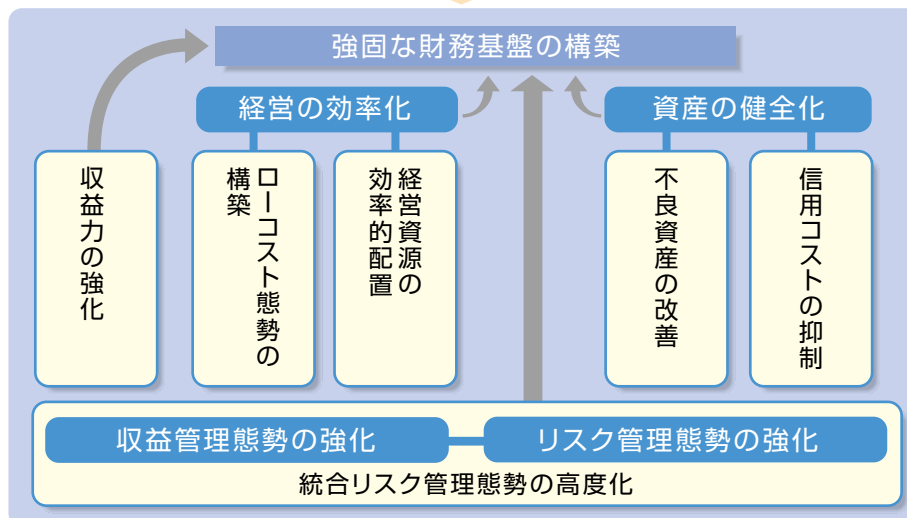 強固な財務基盤の構築
経営の効率化
資産の健全化
収益力の強化
ローコスト態勢の
構築
経営資源の
効率的配置
不良資産の改善
信用コストの抑制
収益管理態勢の強化
リスク管理態勢の強化
統合リスク管理態勢の高度化